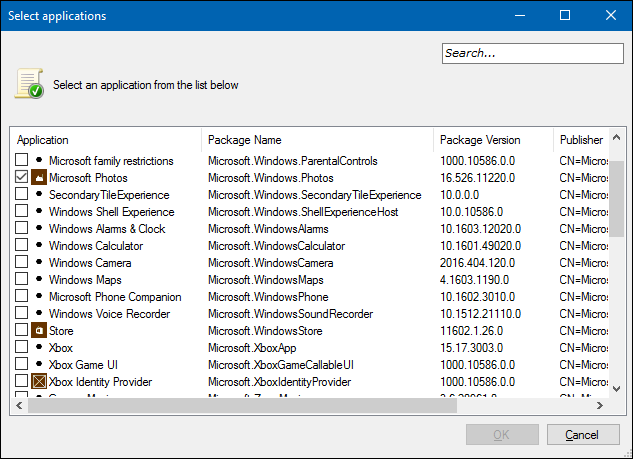 Select applications
Search...
Select an application from the list below
Application Package Name Package Version Publisher
Microsoft family restrictions Microsoft.Windows.ParentalControls 1000.10586.0.0 CN=Micros
Microsoft Photos Microsoft.Windows.Photos 16.526.11220.0 CN=Micros
SecondaryTileExperience Microsoft.Windows.SecondaryTileExperience 10.0.0.0 CN=Micros
Windows Shell Experience Microsoft.Windows.ShellExperienceHost 10.0.10586.0 CN=Micros
Windows Alarms & Clock Microsoft.WindowsAlarms 10.1603.12020.0 CN=Micros
Windows Calculator Microsoft.WindowsCalculator 10.1601.49020.0 CN=Micros
Windows Camera Microsoft.WindowsCamera 2016.404.120.0 CN=Micros
Windows Maps Microsoft.WindowsMaps 4.1603.1190.0 CN=Micros
Microsoft Phone Companion Microsoft.WindowsPhone 10.1602.3010.0 CN=Micros
Windows Voice Recorder Microsoft.WindowsSoundRecorder 10.1512.21110.0 CN=Micros
Store Microsoft.WindowsStore 11602.1.26.0 CN=Micros
Xbox Microsoft.XboxApp 15.17.3003.0 CN=Micros
Xbox Game UI Microsoft.XboxGameCallableUI 1000.10586.0.0 CN=Micros
Xbox Identity Provider Microsoft.XboxIdentityProvider 1000.10586.0.0 CN=Micros
OK Cancel